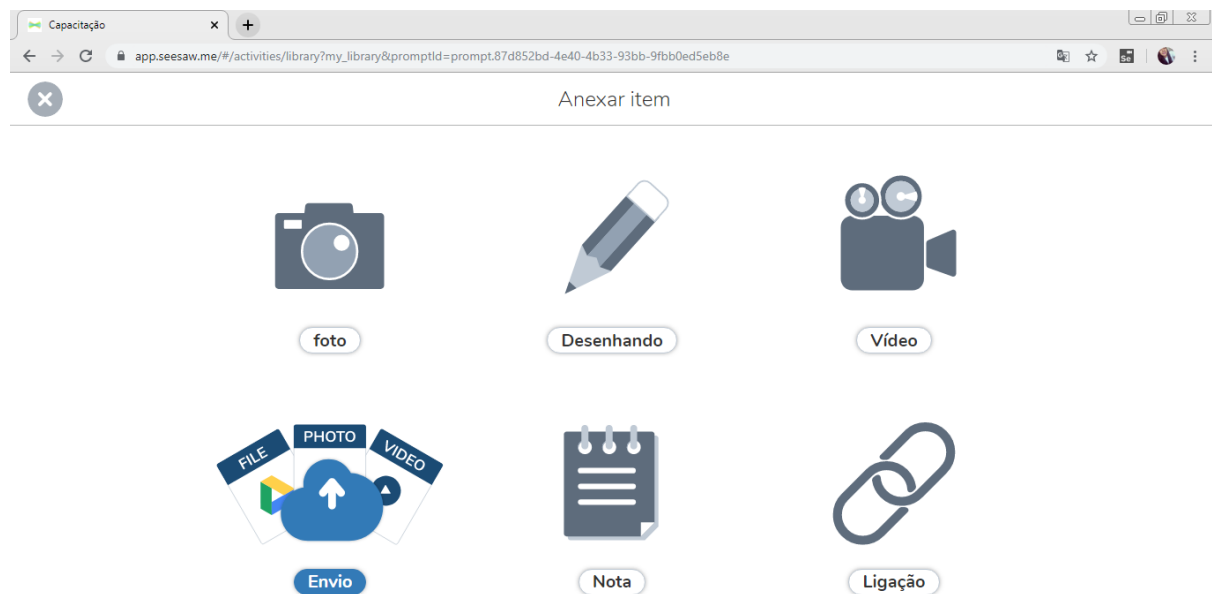 Capacitação
app.seesaw.me/#/activities/library?my_library&promptId=prompt.87d852bd-4e40-4b33-93bb-9fbb0ed5eb8e
Se
Anexar item
foto
Desenhando
Vídeo
FILE
PHOTO
VIDEO
Envio
Nota
Ligação